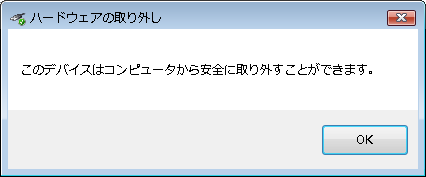 ハードウェアの取り外し
このデバイスはコンピュータから安全に取り外すことができます。
OK